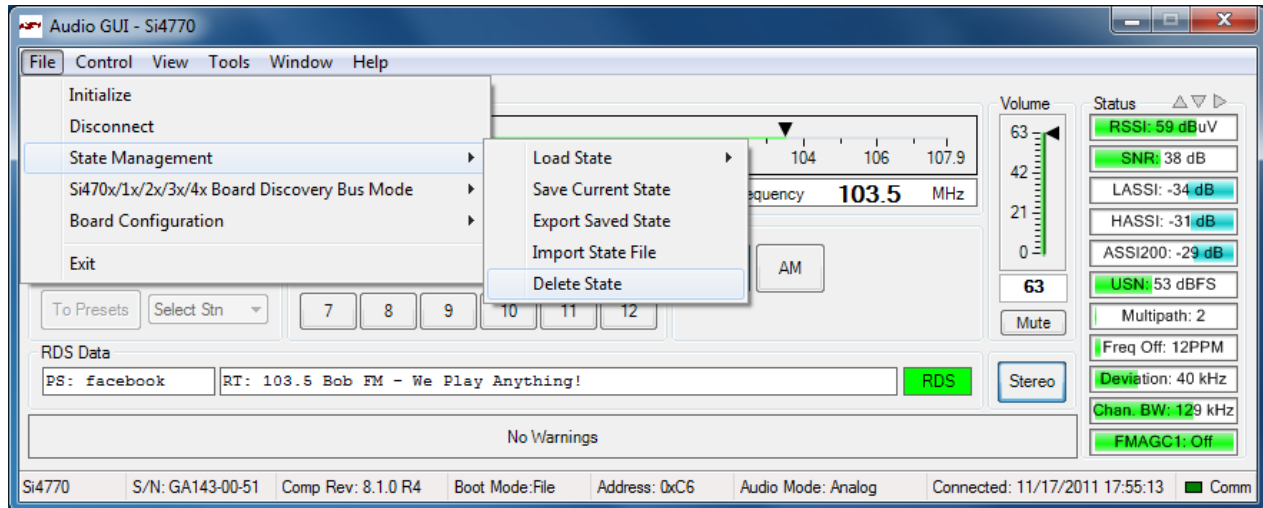 Audio GUI - Si4770
File Control View Tools Window Help
Initialize
Disconnect
State Management
Si470x/1x/2x/3x/4x Board Discovery Bus Mode
Board Configuration
Exit
Load State
Save Current State
Export Saved State
Import State File
Delete State
104 106 107.9
103.5 MHz
AM
To Presets Select Stn 7 8 9 10 11 12
RDS Data
PS: facebook RT: 103.5 Bob FM - We Play Anything! RDS
No Warnings
Volume
63
42
21
0
63
Mute
Stereo
Status
RSSI: 59 dBuV
SNR: 38 dB
LASSI: -34 dB
HASSI: -31 dB
ASSI200: -29 dB
USN: 53 dBFS
Multipath: 2
Freq Off: 12PPM
Deviation: 40 kHz
Chan. BW: 129 kHz
FMAGC1: Off
Si4770 S/N: GA143-00-51 Comp Rev: 8.1.0 R4 Boot Mode:File Address: 0xC6 Audio Mode: Analog Connected: 11/17/2011 17:55:13 Comm